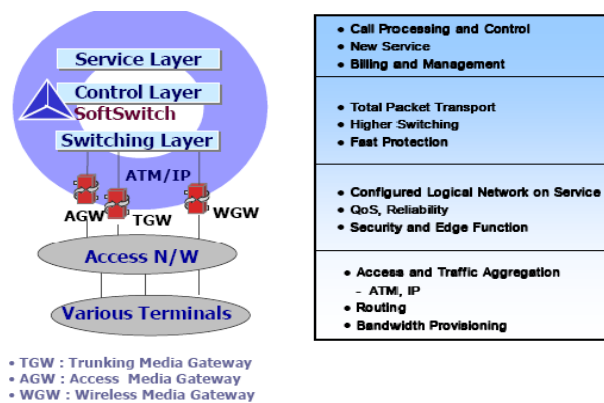 Service Layer
Control Layer
SoftSwitch
Switching Layer
ATM/IP
AGW
TGW
WGW
Access N/W
Various Terminals
• TGW : Trunking Media Gateway
• AGW : Access Media Gateway
• WGW : Wireless Media Gateway
• Call Processing and Control
• New Service
• Billing and Management
• Total Packet Transport
• Higher Switching
• Fast Protection
• Configured Logical Network on Service
• QoS, Reliability
• Security and Edge Function
• Access and Traffic Aggregation
- ATM, IP
• Routing
• Bandwidth Provisioning